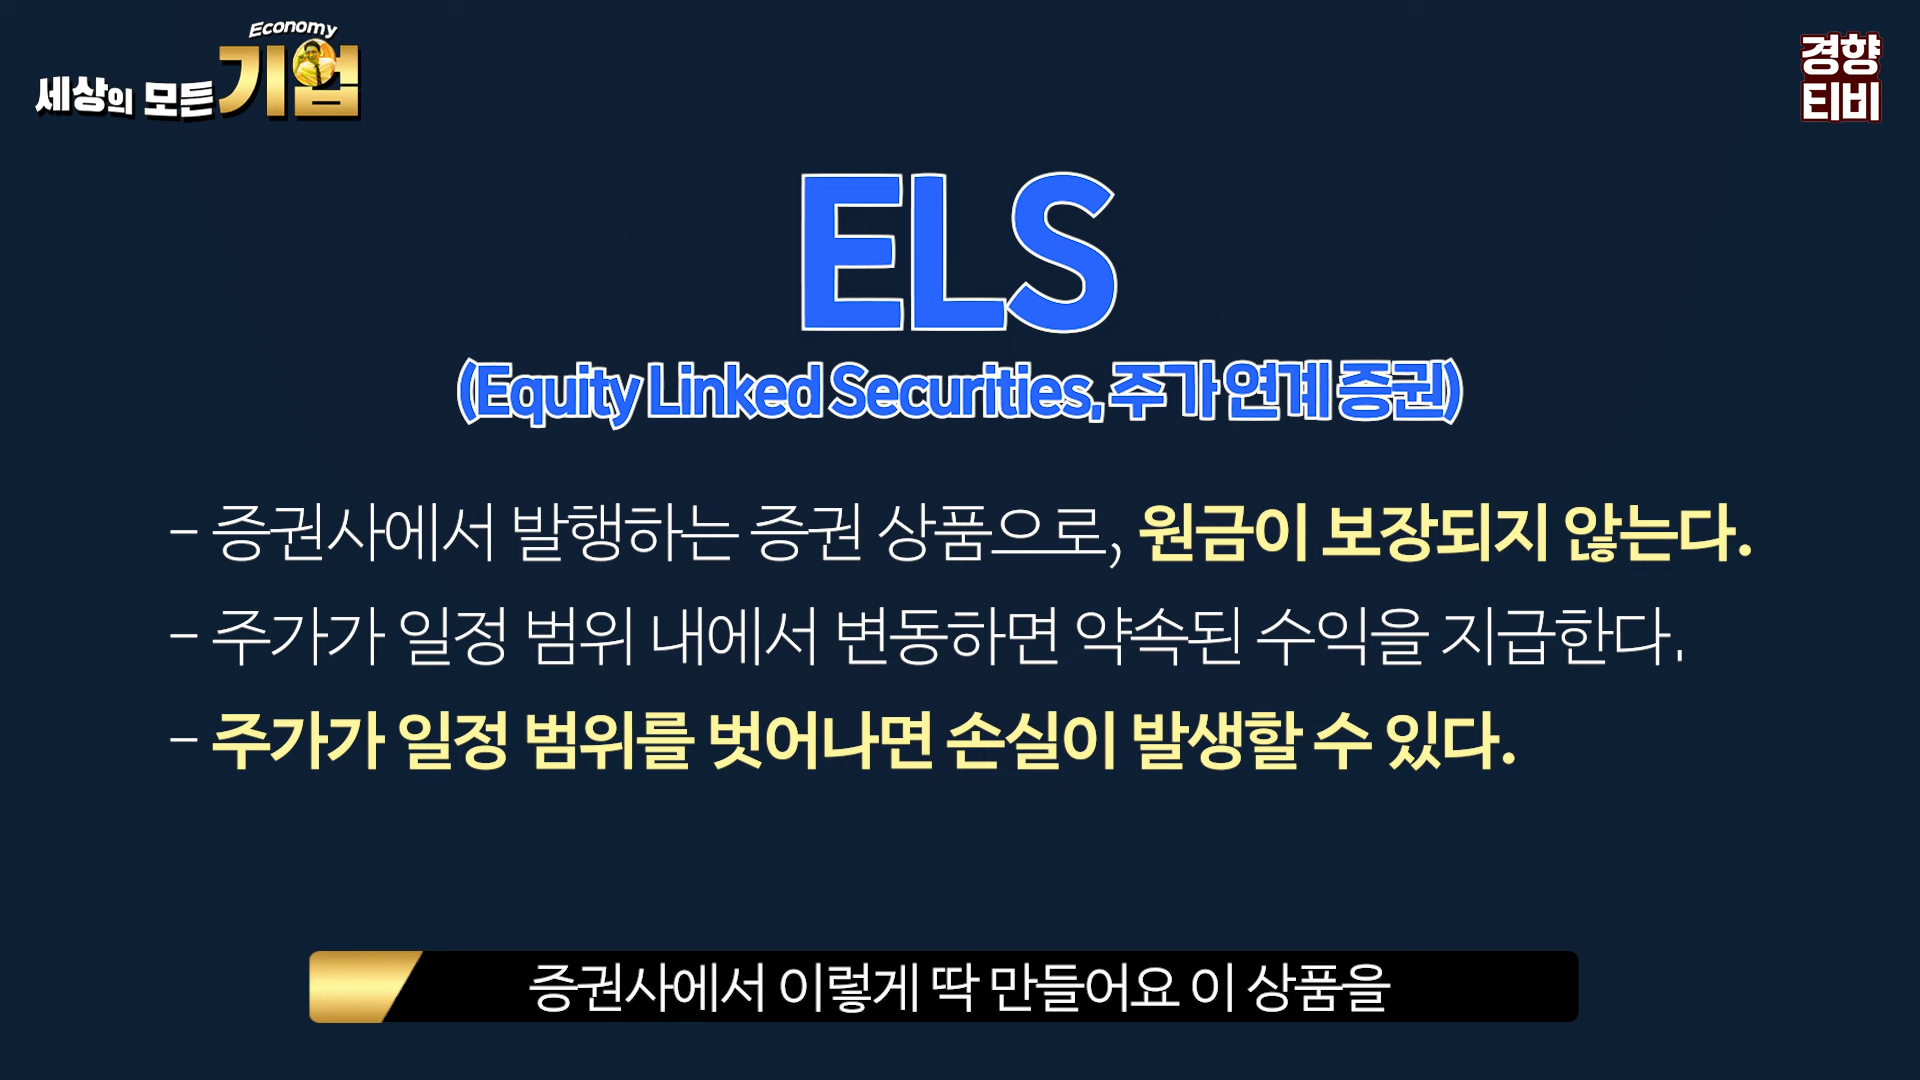 Economy
세상의 모든 기업
경향
티비
ELS
(Equity Linked Securities, 주가 연계 증권)
- 증권사에서 발행하는 증권 상품으로, 원금이 보장되지 않는다.
- 주가가 일정 범위 내에서 변동하면 약속된 수익을 지급한다.
- 주가가 일정 범위를 벗어나면 손실이 발생할 수 있다.
증권사에서 이렇게 딱 만들어요 이 상품을